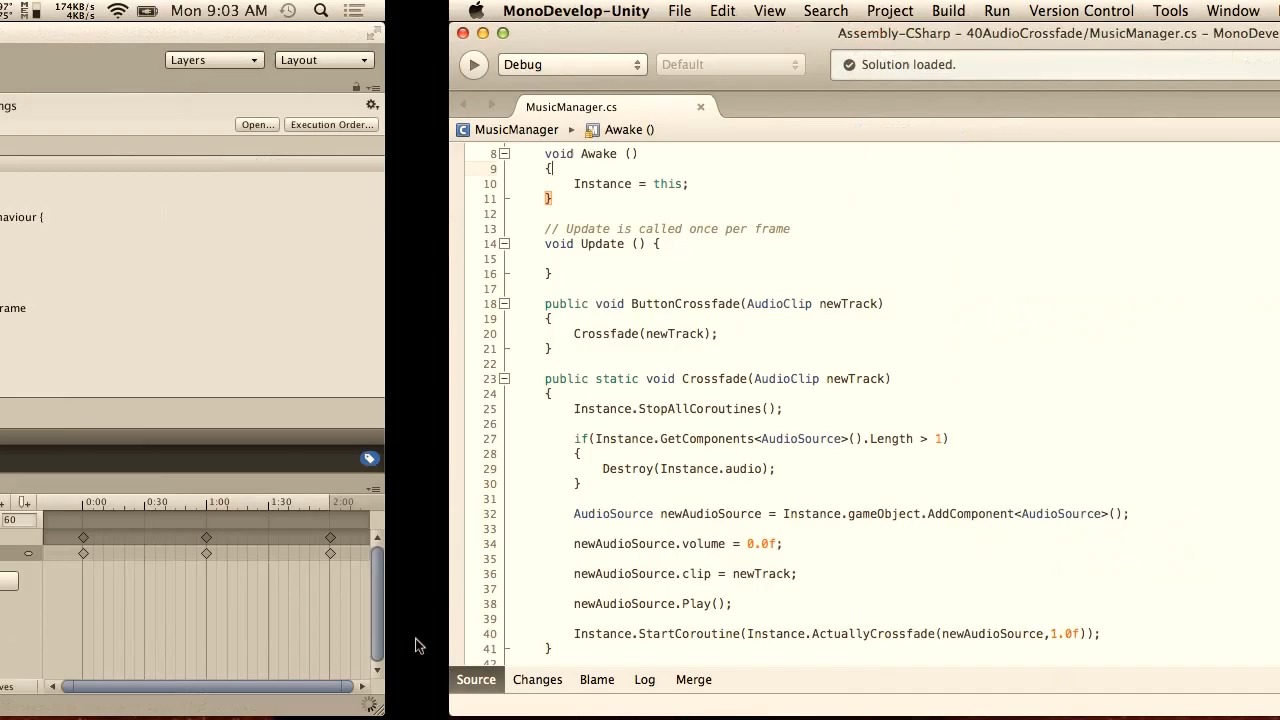 97° 174KB/s Mon 9:03 AM
75° 4KB/s
Layers Layout
ngs
Open... Execution Order...
haviour {
rame
0:00 0:30 1:00 1:30 2:00
60
ves
MonoDevelop-Unity File Edit View Search Project Build Run Version Control Tools Window
Assembly-CSharp - 40AudioCrossfade/MusicManager.cs - MonoDeve
Debug Default Solution loaded.
MusicManager.cs
C MusicManager Awake ()
8 void Awake ()
9 {
10 Instance = this;
11 }
12
13 // Update is called once per frame
14 void Update () {
15
16 }
17
18 public void ButtonCrossfade(AudioClip newTrack)
19 {
20 Crossfade(newTrack);
21 }
22
23 public static void Crossfade(AudioClip newTrack)
24 {
25 Instance.StopAllCoroutines();
26
27 if(Instance.GetComponents<AudioSource>().Length > 1)
28 {
29 Destroy(Instance.audio);
30 }
31
32 AudioSource newAudioSource = Instance.gameObject.AddComponent<AudioSource>();
33
34 newAudioSource.volume = 0.0f;
35
36 newAudioSource.clip = newTrack;
37
38 newAudioSource.Play();
39
40 Instance.StartCoroutine(Instance.ActuallyCrossfade(newAudioSource,1.0f));
41 }
42
Source Changes Blame Log Merge